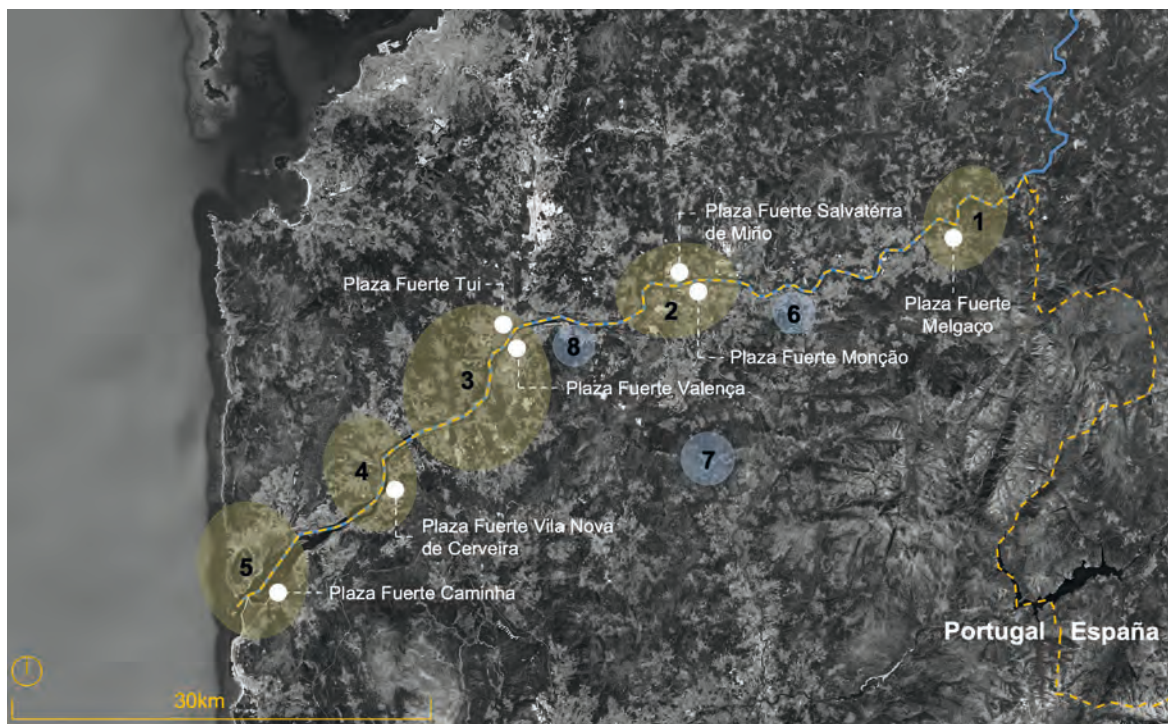 Plaza Fuerte Salvatérra
de Miño
1
Plaza Fuerte Tui
2
6
Plaza Fuerte
Melgaço
8
Plaza Fuerte Monção
3
Plaza Fuerte Valença
7
4
Plaza Fuerte Vila Nova
de Cerveira
5
Plaza Fuerte Caminha
Portugal
España
30km